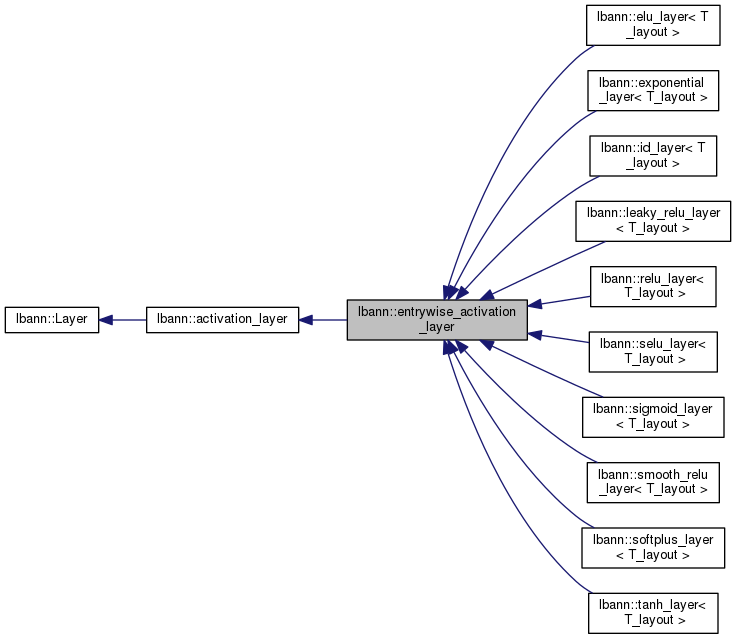 lbann::Layer
lbann::activation_layer
lbann::entrywise_activation
_layer
lbann::elu_layer< T
_layout >
lbann::exponential
_layer< T_layout >
lbann::id_layer< T
_layout >
lbann::leaky_relu_layer
< T_layout >
lbann::relu_layer<
T_layout >
lbann::selu_layer<
T_layout >
lbann::sigmoid_layer
< T_layout >
lbann::smooth_relu
_layer< T_layout >
lbann::softplus_layer
< T_layout >
lbann::tanh_layer<
T_layout >